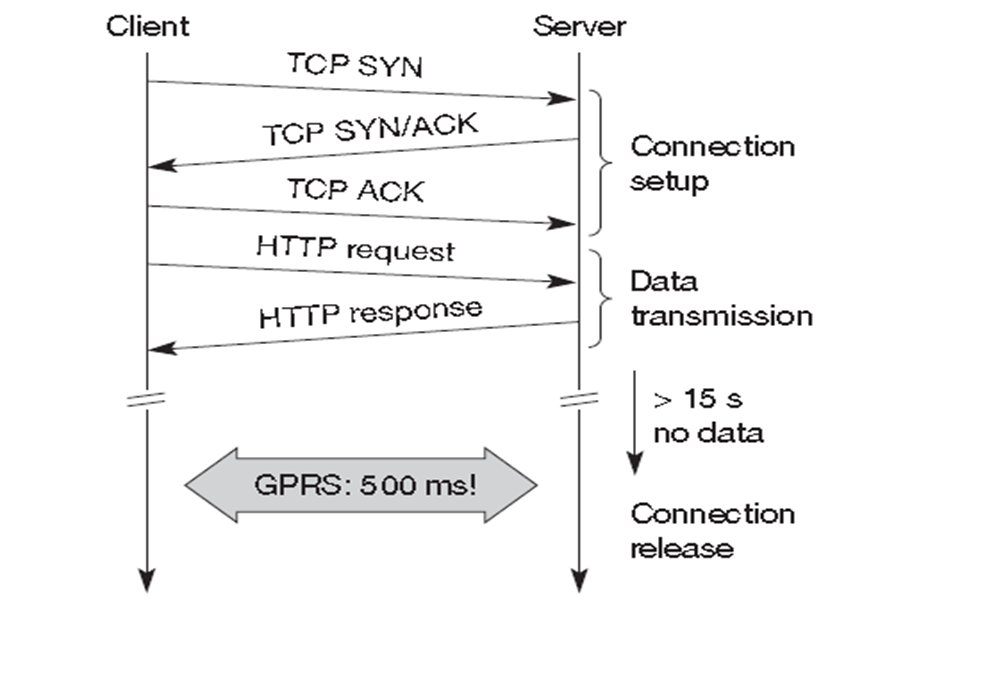 Client
Server
TCP SYN
TCP SYN/ACK
TCP ACK
Connection
setup
HTTP request
HTTP response
Data
transmission
> 15 s
no data
GPRS: 500 ms!
Connection
release